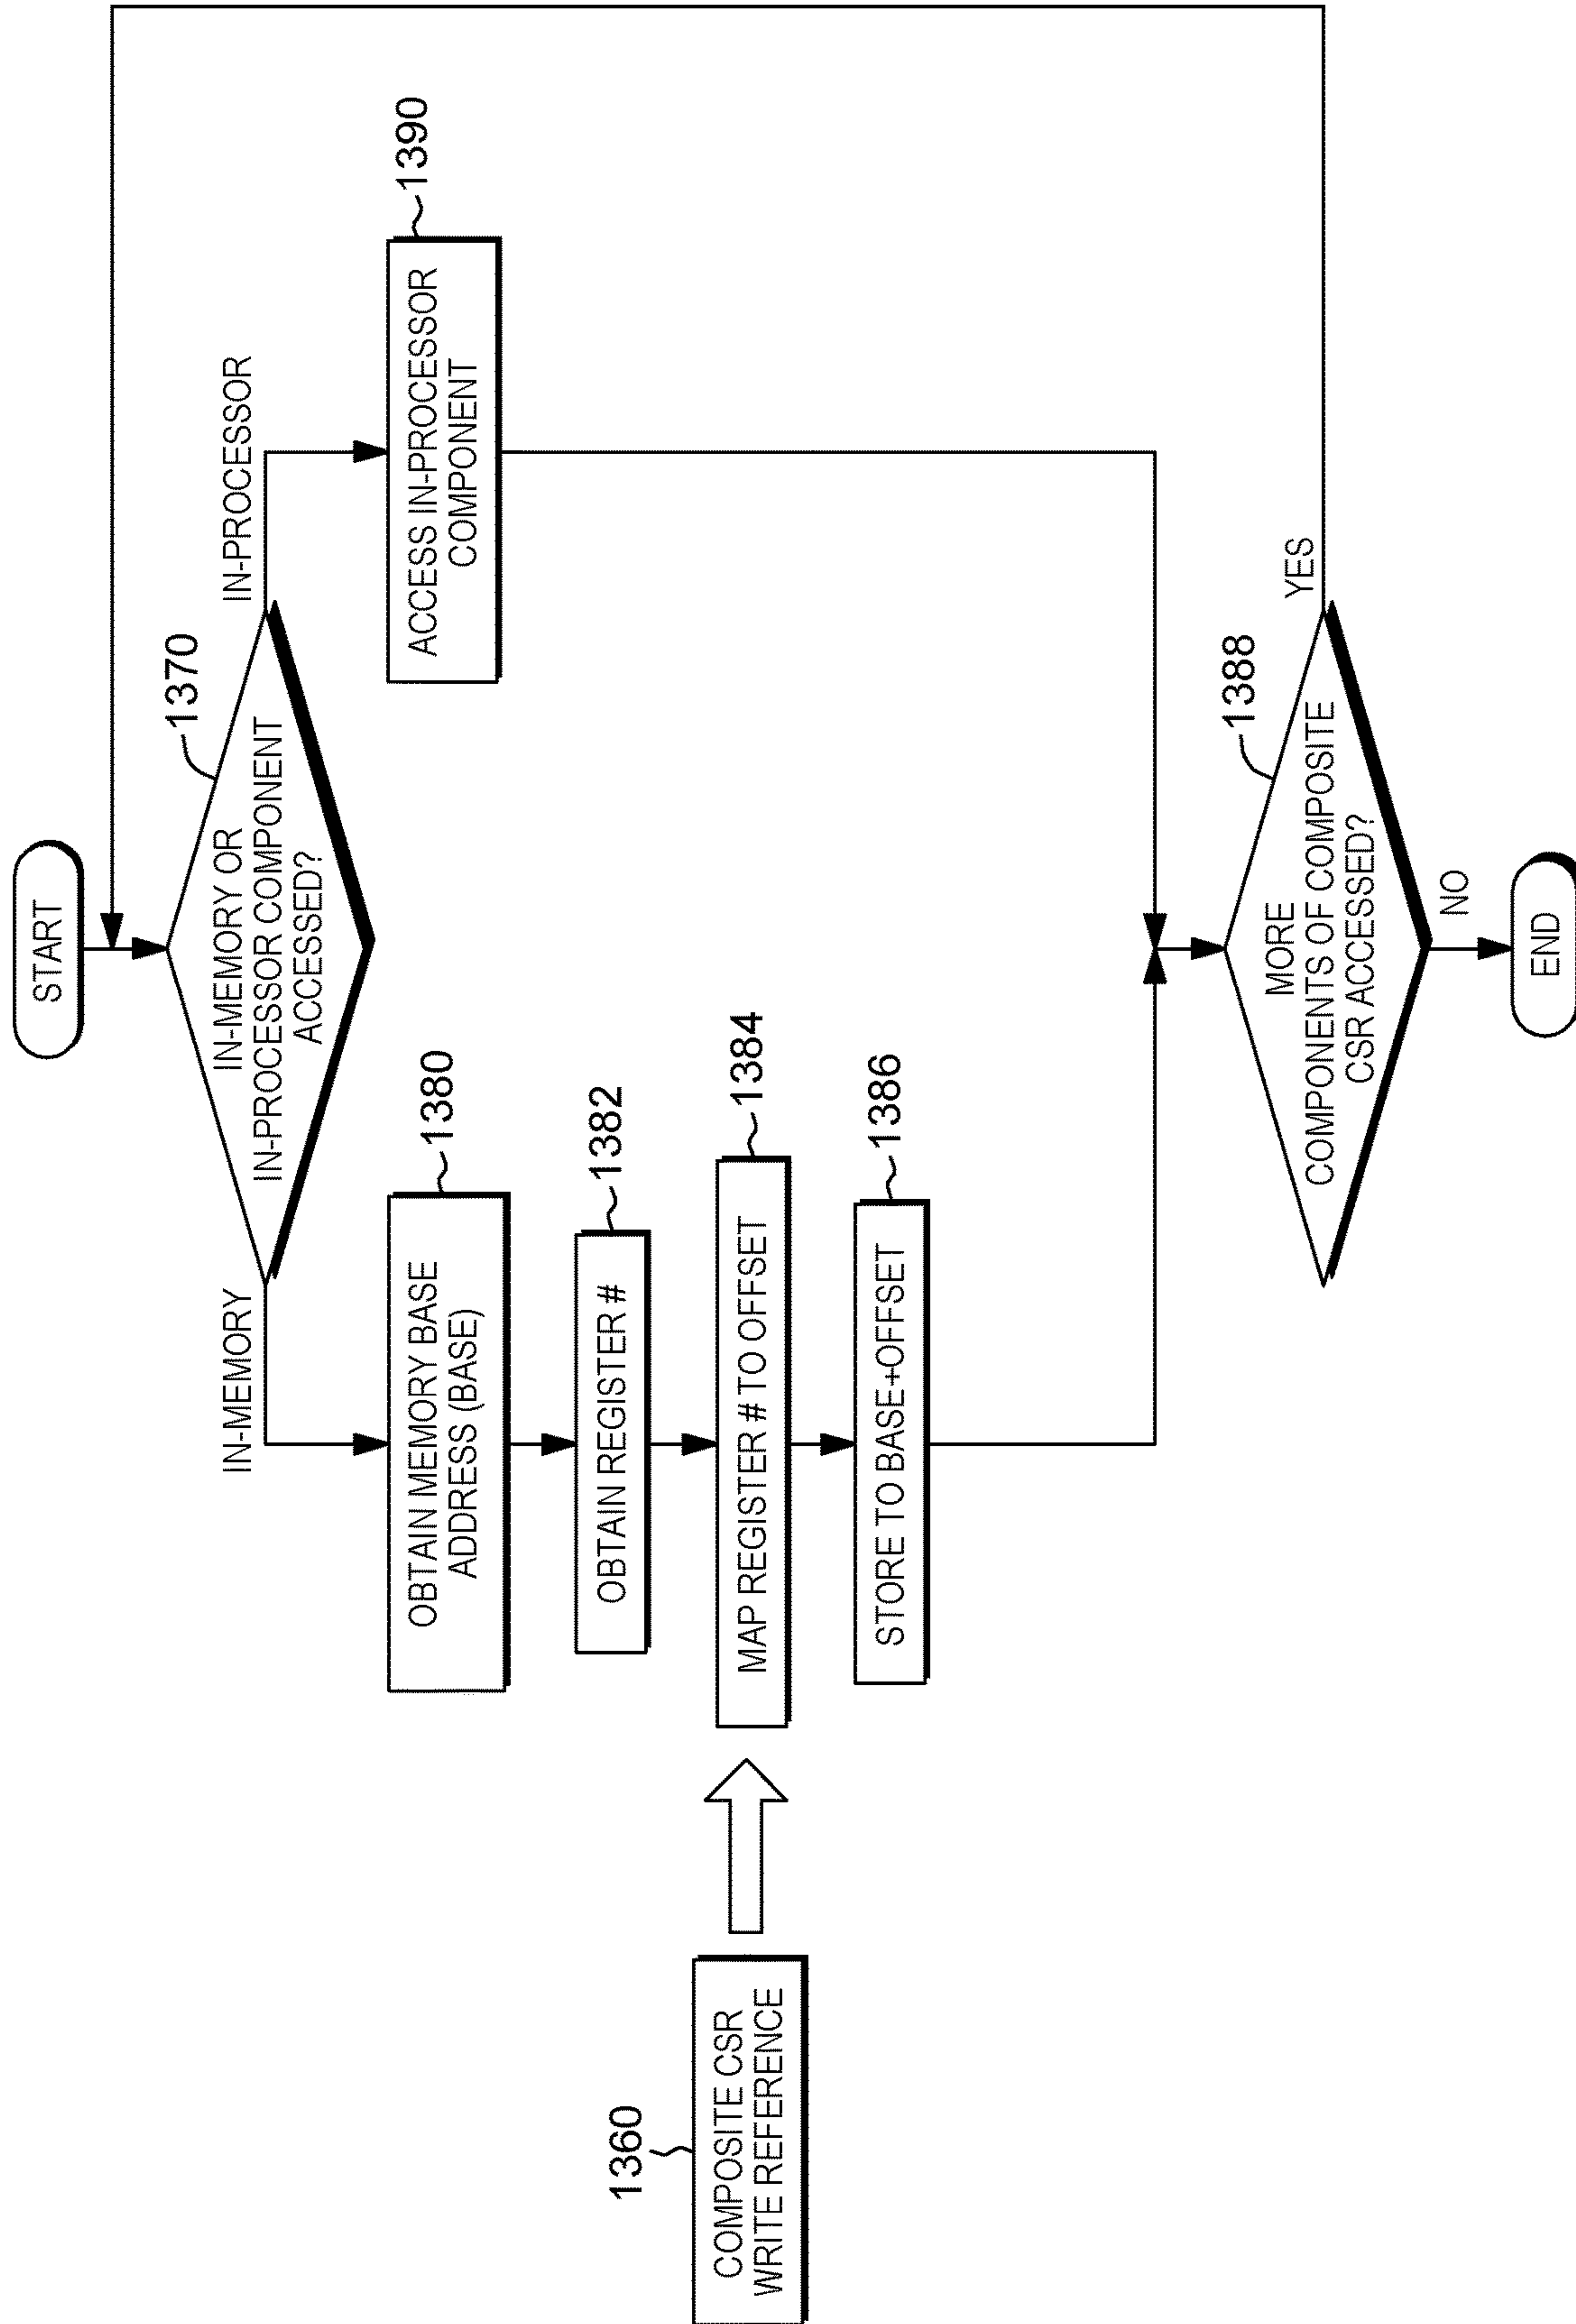 START
1370
IN-MEMORY OR
IN-PROCESSOR COMPONENT
ACCESSED?
IN-MEMORY
IN-PROCESSOR
OBTAIN MEMORY BASE
ADDRESS (BASE)
1380
ACCESS IN-PROCESSOR
COMPONENT
1390
OBTAIN REGISTER #
1382
1360
COMPOSITE CSR
WRITE REFERENCE
MAP REGISTER # TO OFFSET
1384
STORE TO BASE+OFFSET
1386
1388
MORE
COMPONENTS OF COMPOSITE
CSR ACCESSED?
YES
NO
END